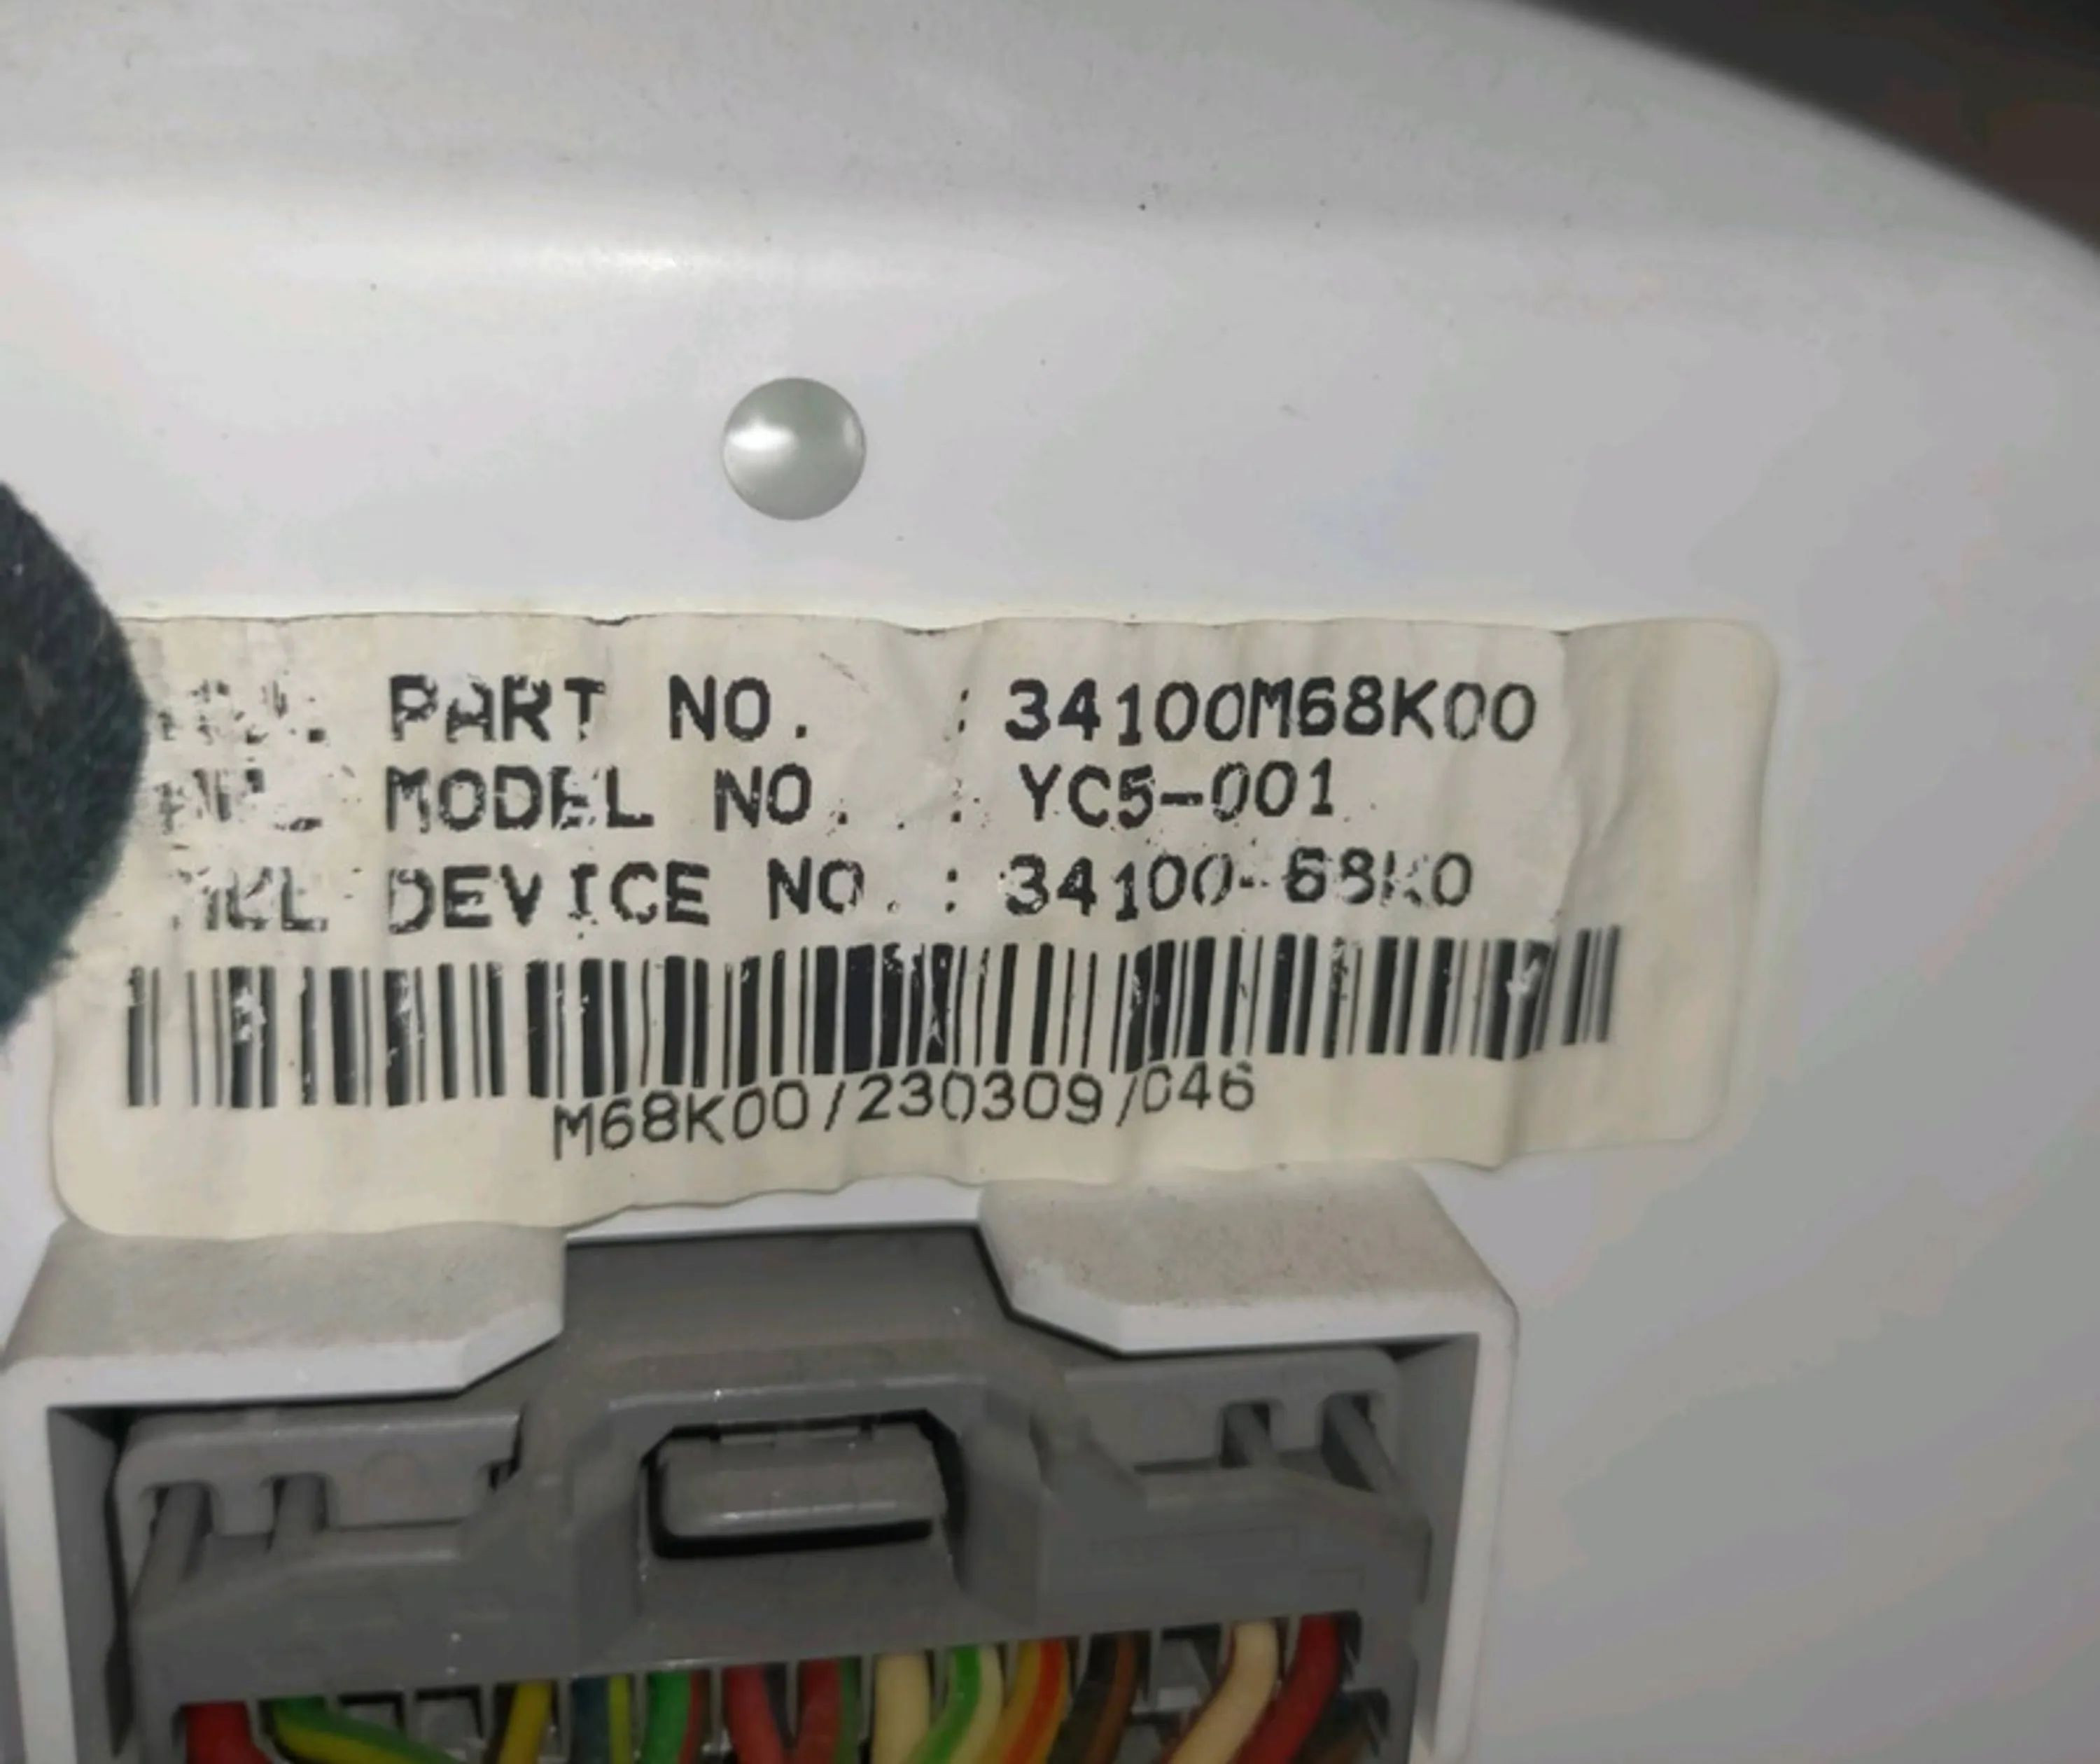 PART NO. : 34100M68K00
MODEL NO. : YC5-001
DEVICE NO. : 34100-68K0
M68K00/230309/046